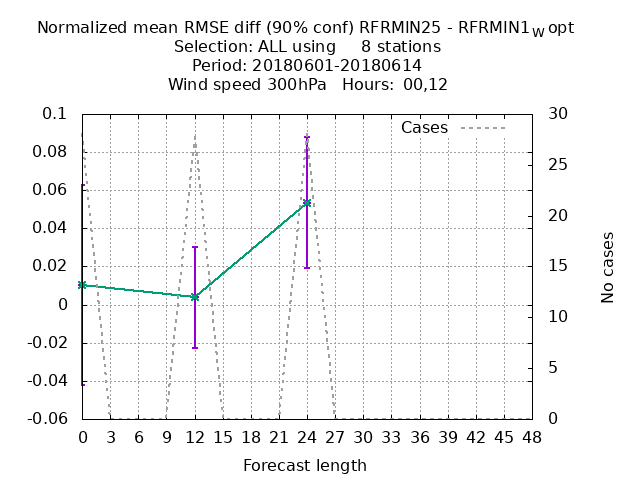 Normalized mean RMSE diff (90% conf) RFRMIN25 - RFRMIN1wopt
Selection: ALL using 8 stations
Period: 20180601-20180614
Wind speed 300hPa Hours: 00,12
Cases
0.1
0.08
0.06
0.04
0.02
0
-0.02
-0.04
-0.06
30
25
20
15
10
5
0
No cases
0 3 6 9 12 15 18 21 24 27 30 33 36 39 42 45 48
Forecast length